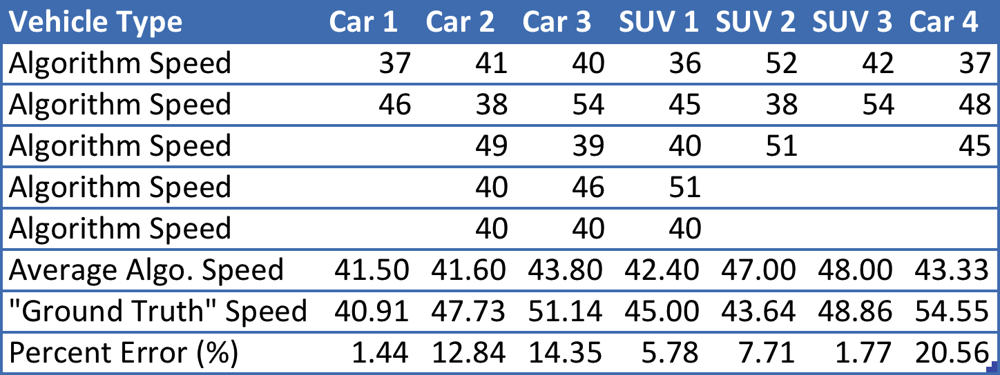 Vehicle Type Car 1 Car 2 Car 3 SUV 1 SUV 2 SUV 3 Car 4
Algorithm Speed 37 41 40 36 52 42 37
Algorithm Speed 46 38 54 45 38 54 48
Algorithm Speed 49 39 40 51 45
Algorithm Speed 40 46 51
Algorithm Speed 40 40 40
Average Algo. Speed 41.50 41.60 43.80 42.40 47.00 48.00 43.33
"Ground Truth" Speed 40.91 47.73 51.14 45.00 43.64 48.86 54.55
Percent Error (%) 1.44 12.84 14.35 5.78 7.71 1.77 20.56